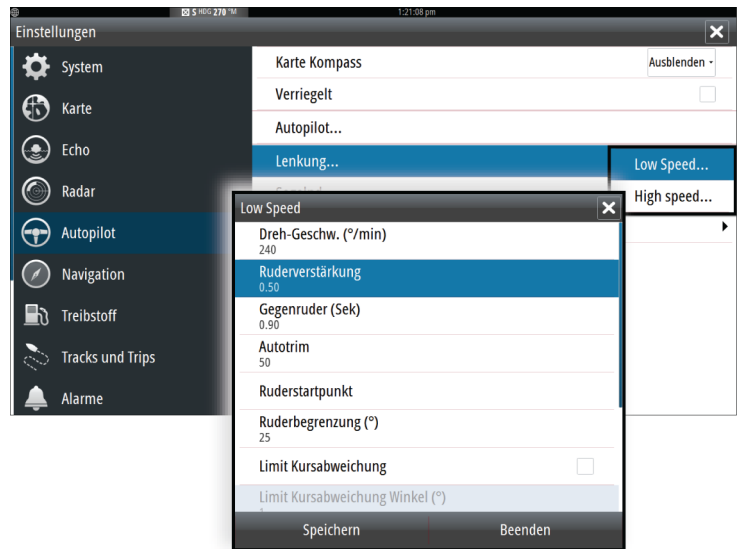 S HDG 270 °M
1:21:08 pm
Einstellungen
System
Karte
Echo
Radar
Autopilot
Navigation
Treibstoff
Tracks und Trips
Alarme
Karte Kompass
Ausblenden
Verriegelt
Autopilot...
Lenkung...
Low Speed...
High speed...
Low Speed
Dreh-Geschw. (°/min)
240
Ruderverstärkung
0.50
Gegenruder (Sek)
0.90
Autotrim
50
Ruderstartpunkt
Ruderbegrenzung (°)
25
Limit Kursabweichung
Limit Kursabweichung Winkel (°)
Speichern
Beenden